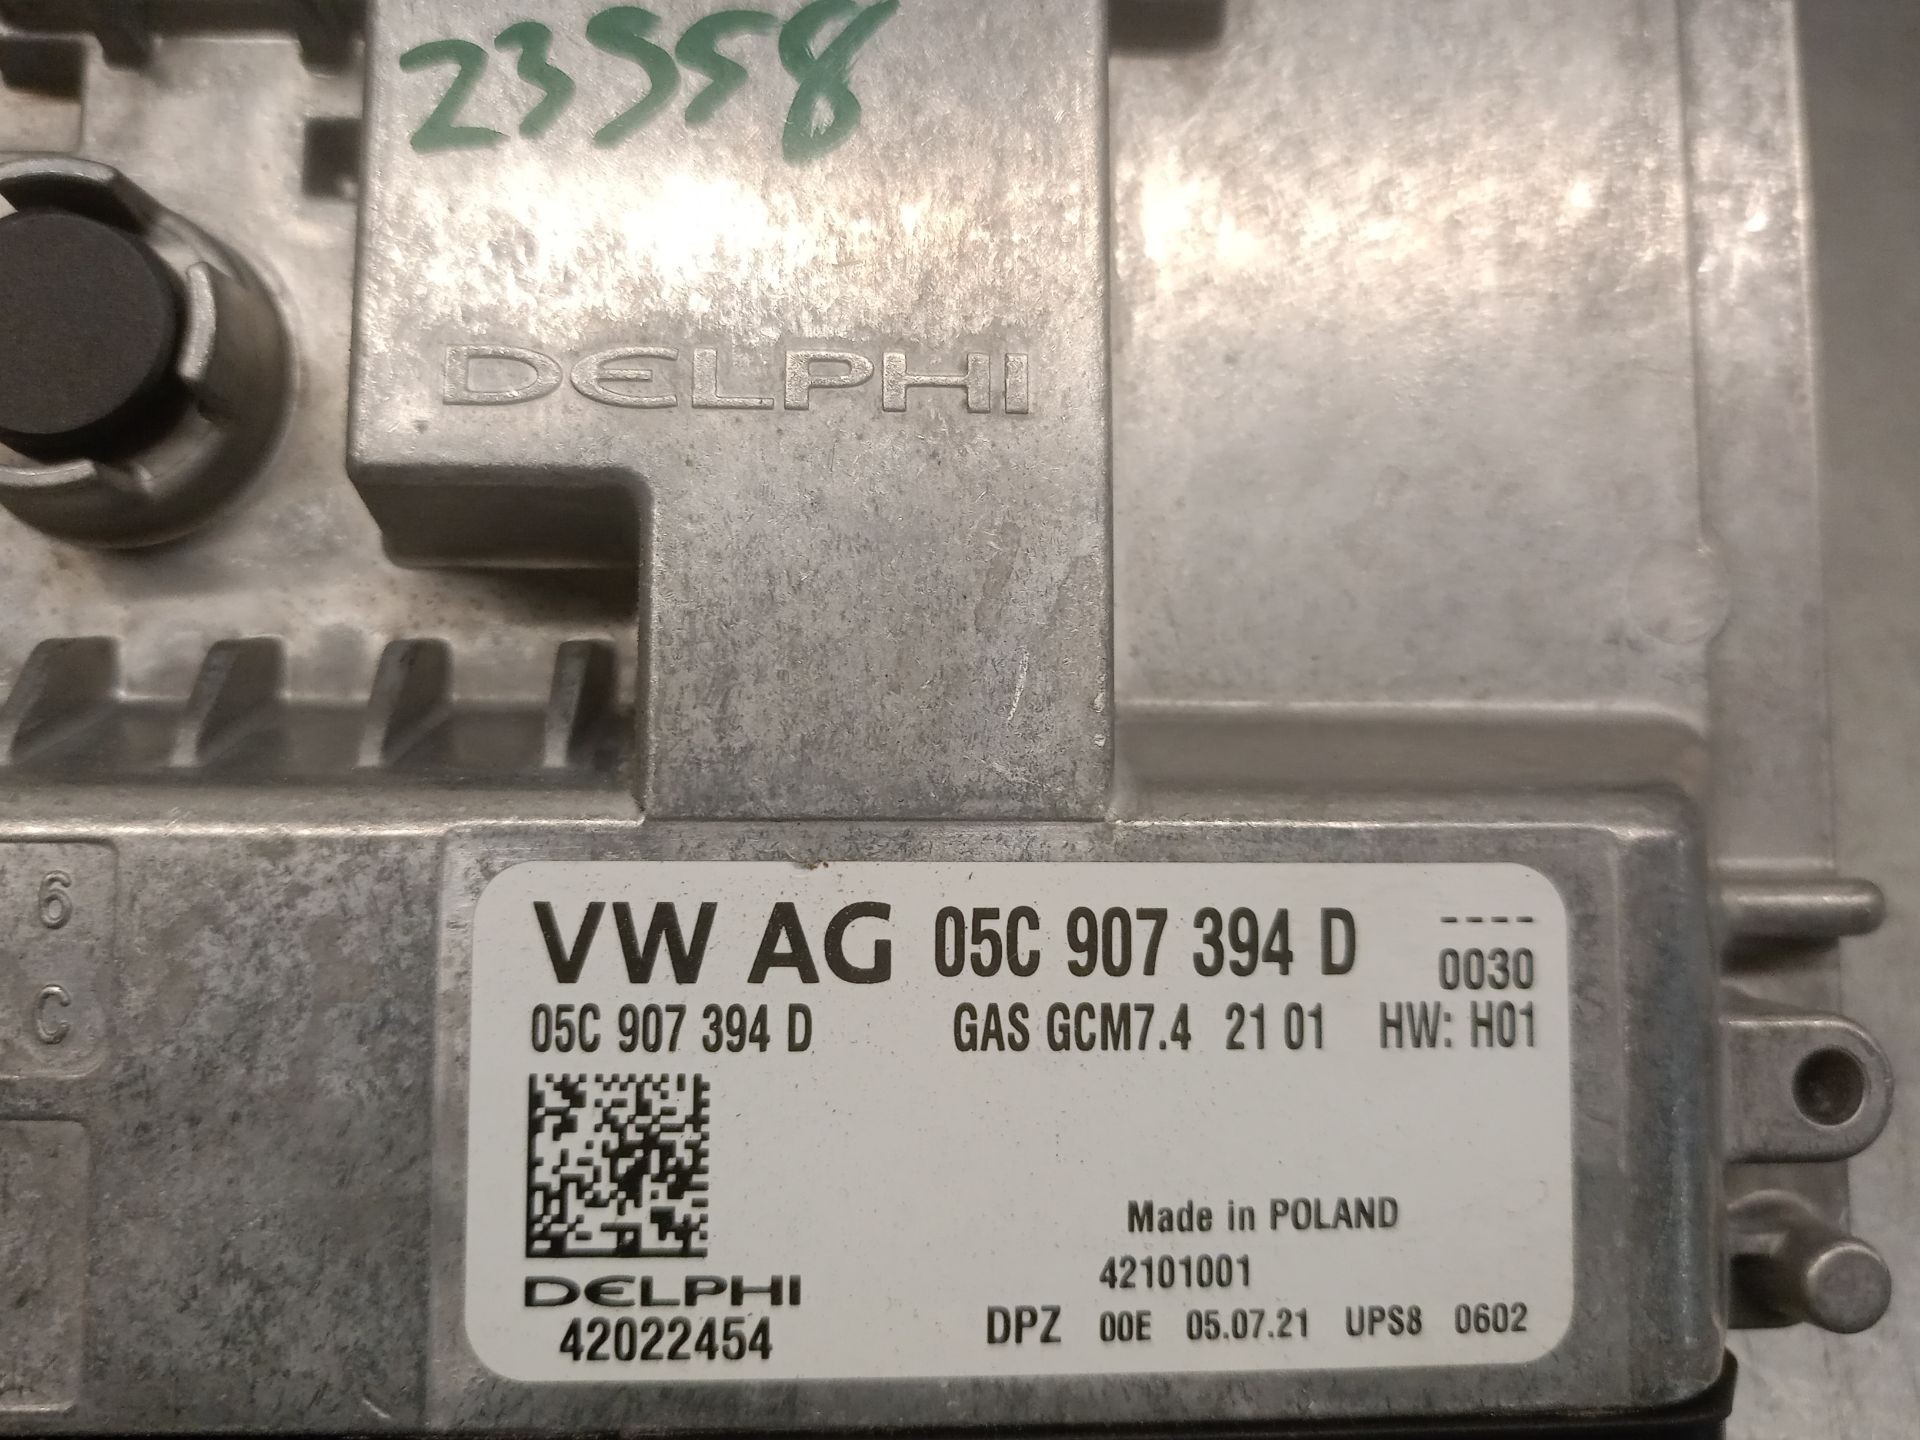 23558
DELPHI
6
C
VW AG 05C 907 394 D ----
0030
05C 907 394 D GAS GCM7.4 21 01 HW: H01
Made in POLAND
42101001
DELPHI
42022454
DPZ 00E 05.07.21 UPS8 0602